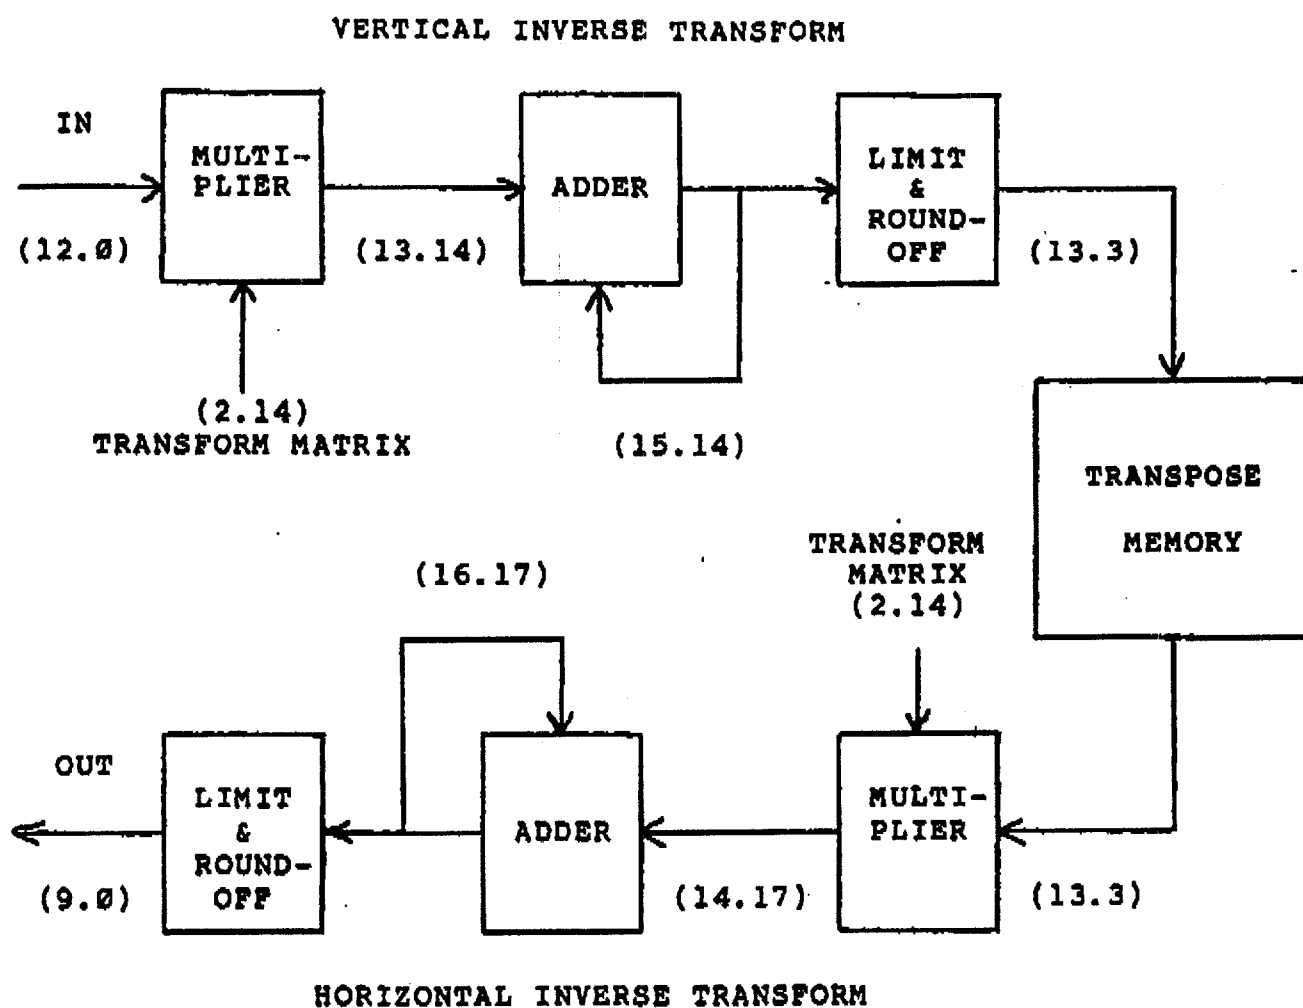 VERTICAL INVERSE TRANSFORM
IN
MULTI-
PLIER
ADDER
LIMIT
&
ROUND-
OFF
(12.0)
(13.14)
(13.3)
(2.14)
TRANSFORM MATRIX
(15.14)
TRANSPOSE
MEMORY
TRANSFORM
MATRIX
(2.14)
(16.17)
OUT
LIMIT
&
ROUND-
OFF
ADDER
MULTI-
PLIER
(9.0)
(14.17)
(13.3)
HORIZONTAL INVERSE TRANSFORM